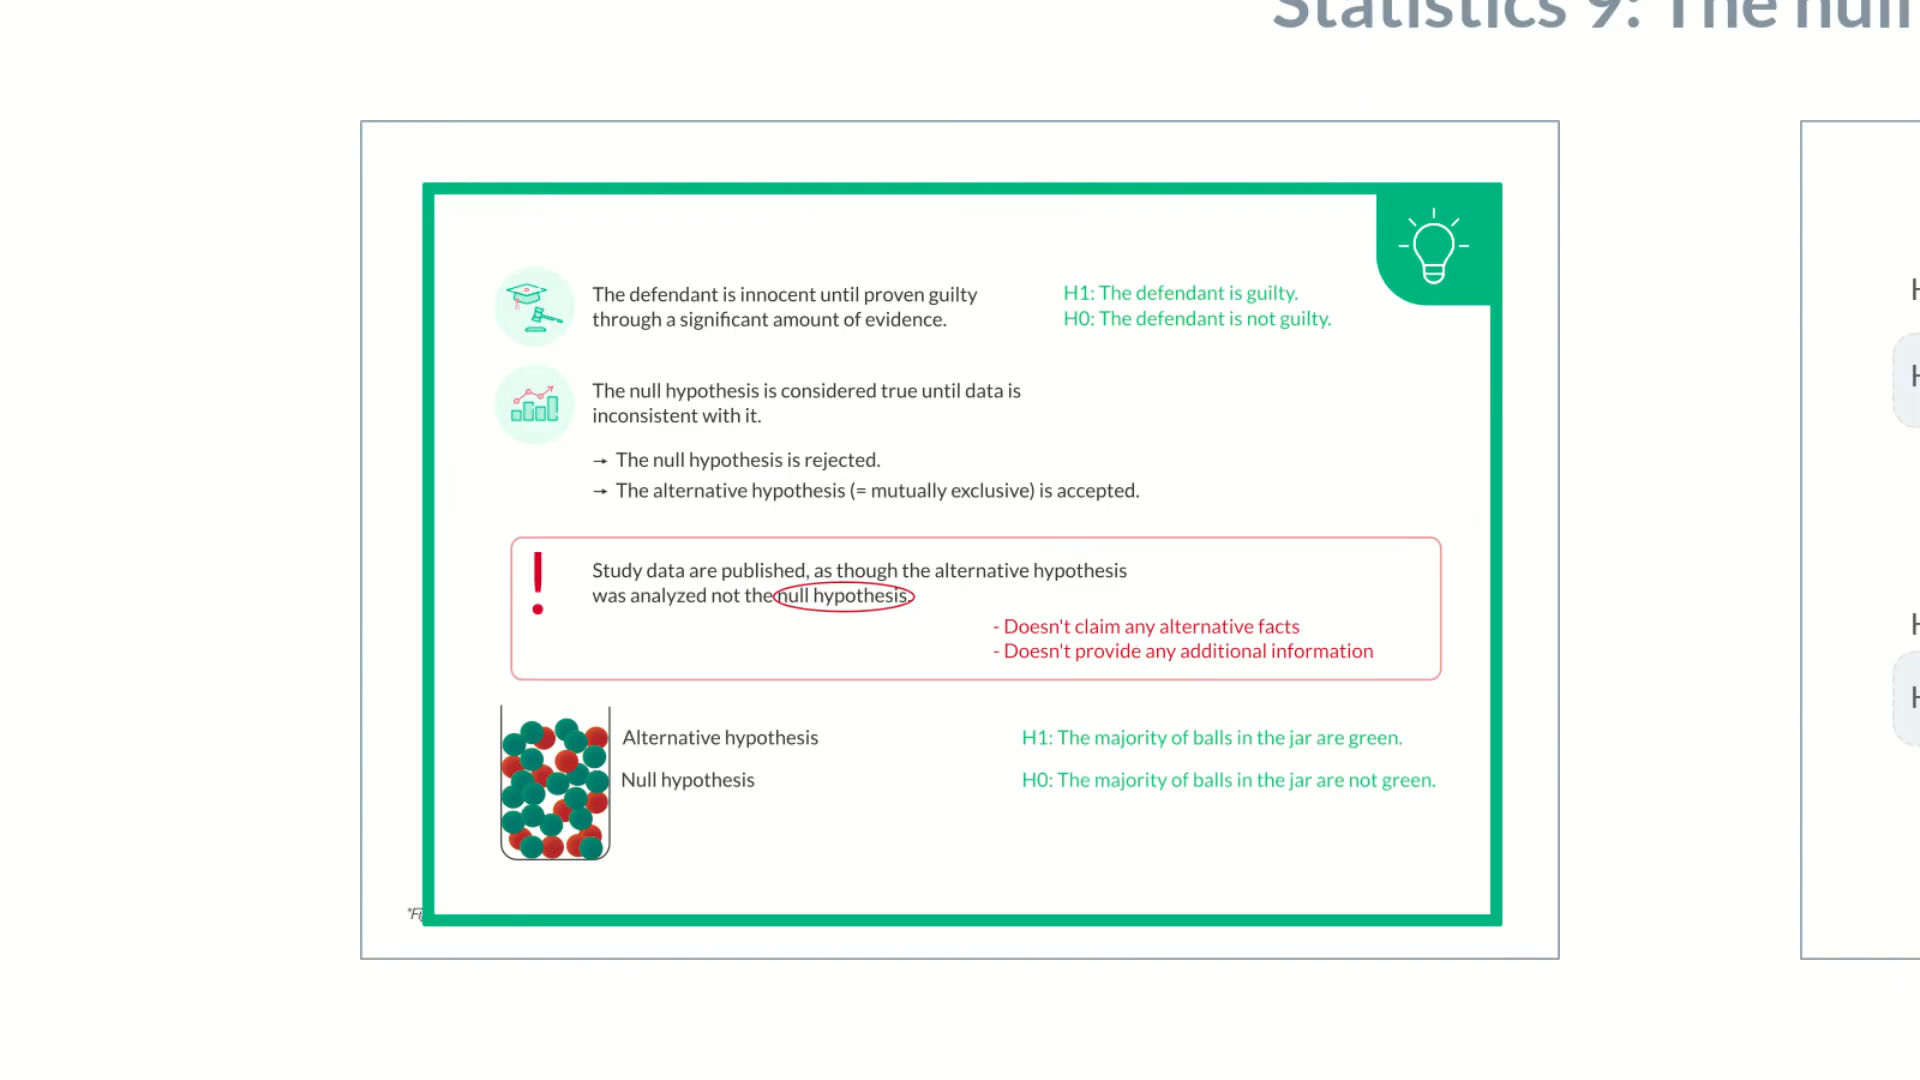 Statistics 9: The null
The defendant is innocent until proven guilty
through a significant amount of evidence.
H1: The defendant is guilty.
H0: The defendant is not guilty.
The null hypothesis is considered true until data is
inconsistent with it.
→ The null hypothesis is rejected.
→ The alternative hypothesis (= mutually exclusive) is accepted.
!
Study data are published, as though the alternative hypothesis
was analyzed not the null hypothesis.
- Doesn't claim any alternative facts
- Doesn't provide any additional information
Alternative hypothesis
H1: The majority of balls in the jar are green.
Null hypothesis
H0: The majority of balls in the jar are not green.